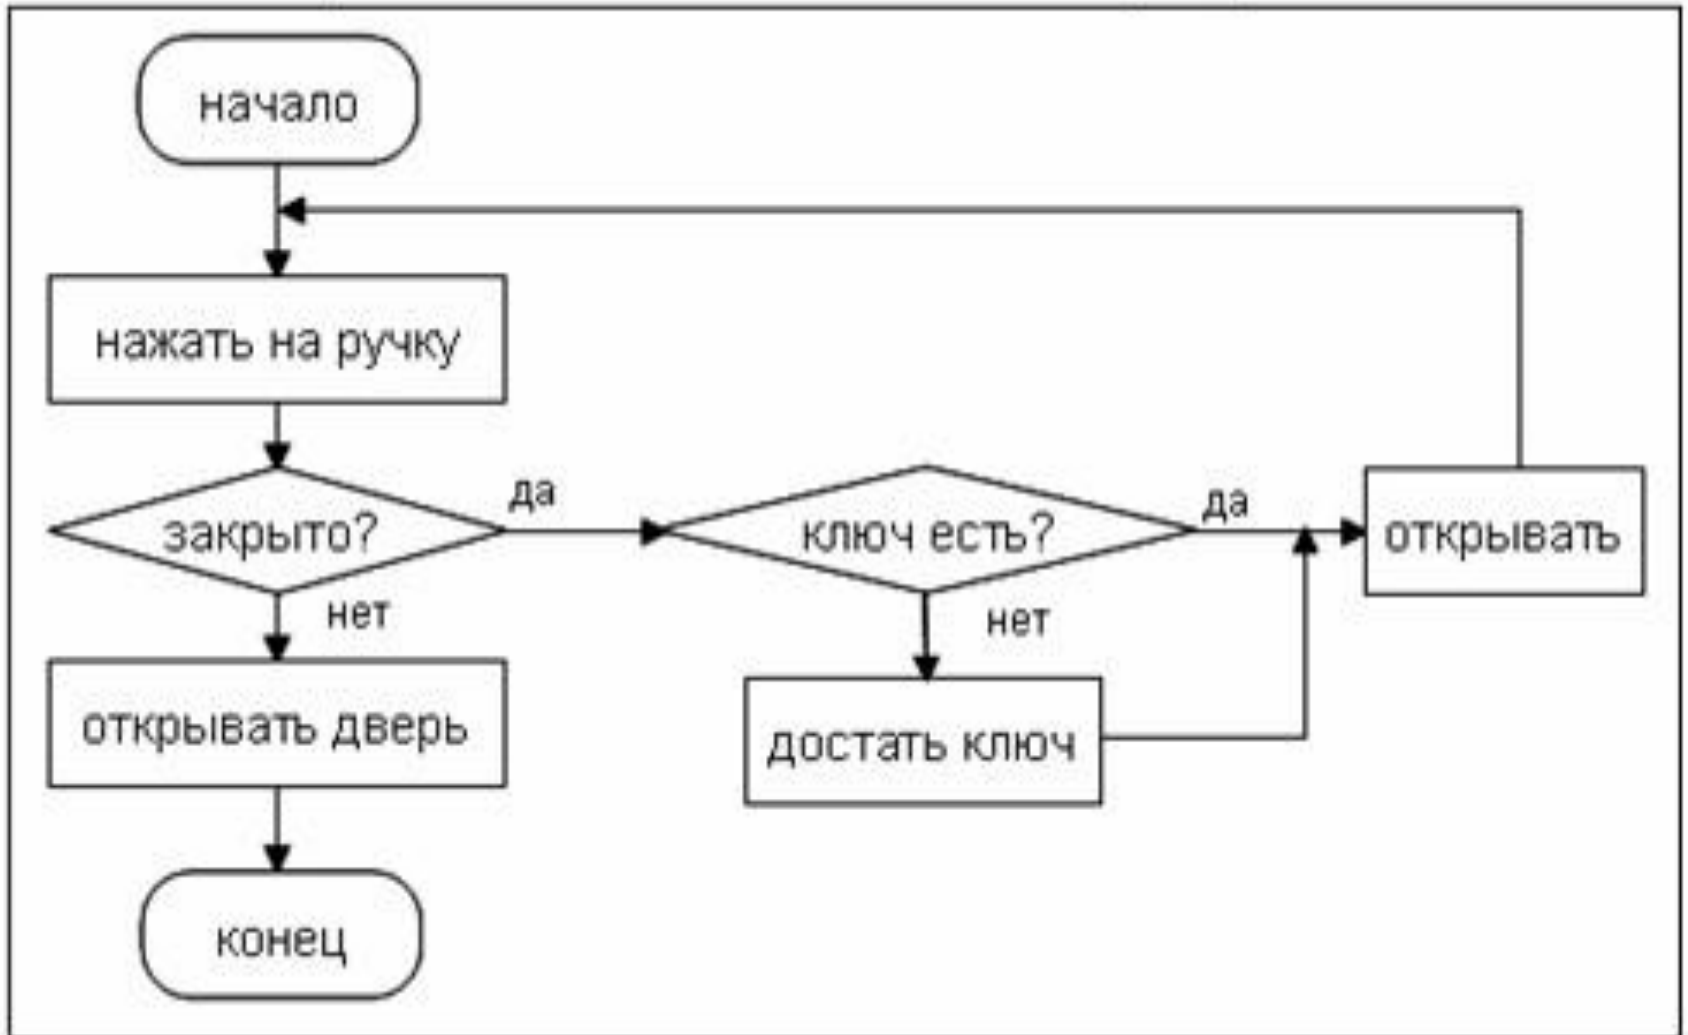 начало
нажать на ручку
закрыто?
да
ключ есть?
да
открывать
нет
нет
открывать дверь
достать ключ
конец